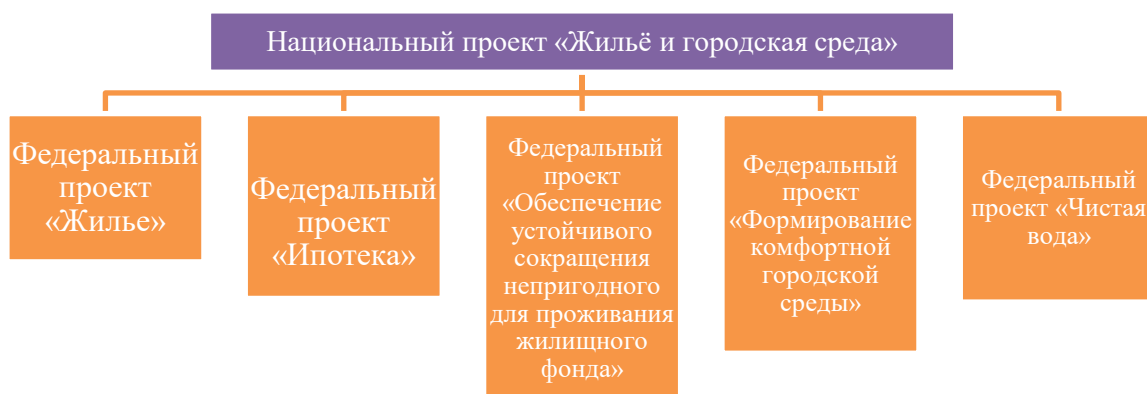 Национальный проект «Жильё и городская среда»
Федеральный
проект
«Жилье»
Федеральный
проект
«Ипотека»
Федеральный
проект
«Обеспечение
устойчивого
сокращения
непригодного
для проживания
жилищного
фонда»
Федеральный
проект
«Формирование
комфортной
городской
среды»
Федеральный
проект «Чистая
вода»